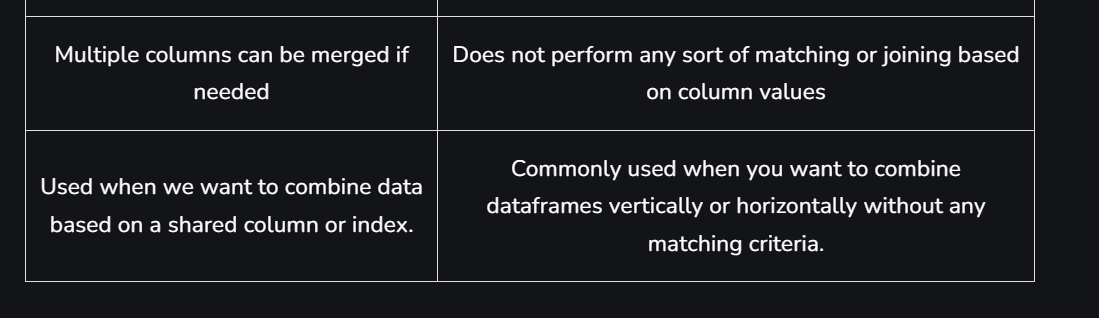 Multiple columns can be merged if
needed
Does not perform any sort of matching or joining based
on column values
Used when we want to combine data
based on a shared column or index.
Commonly used when you want to combine
dataframes vertically or horizontally without any
matching criteria.